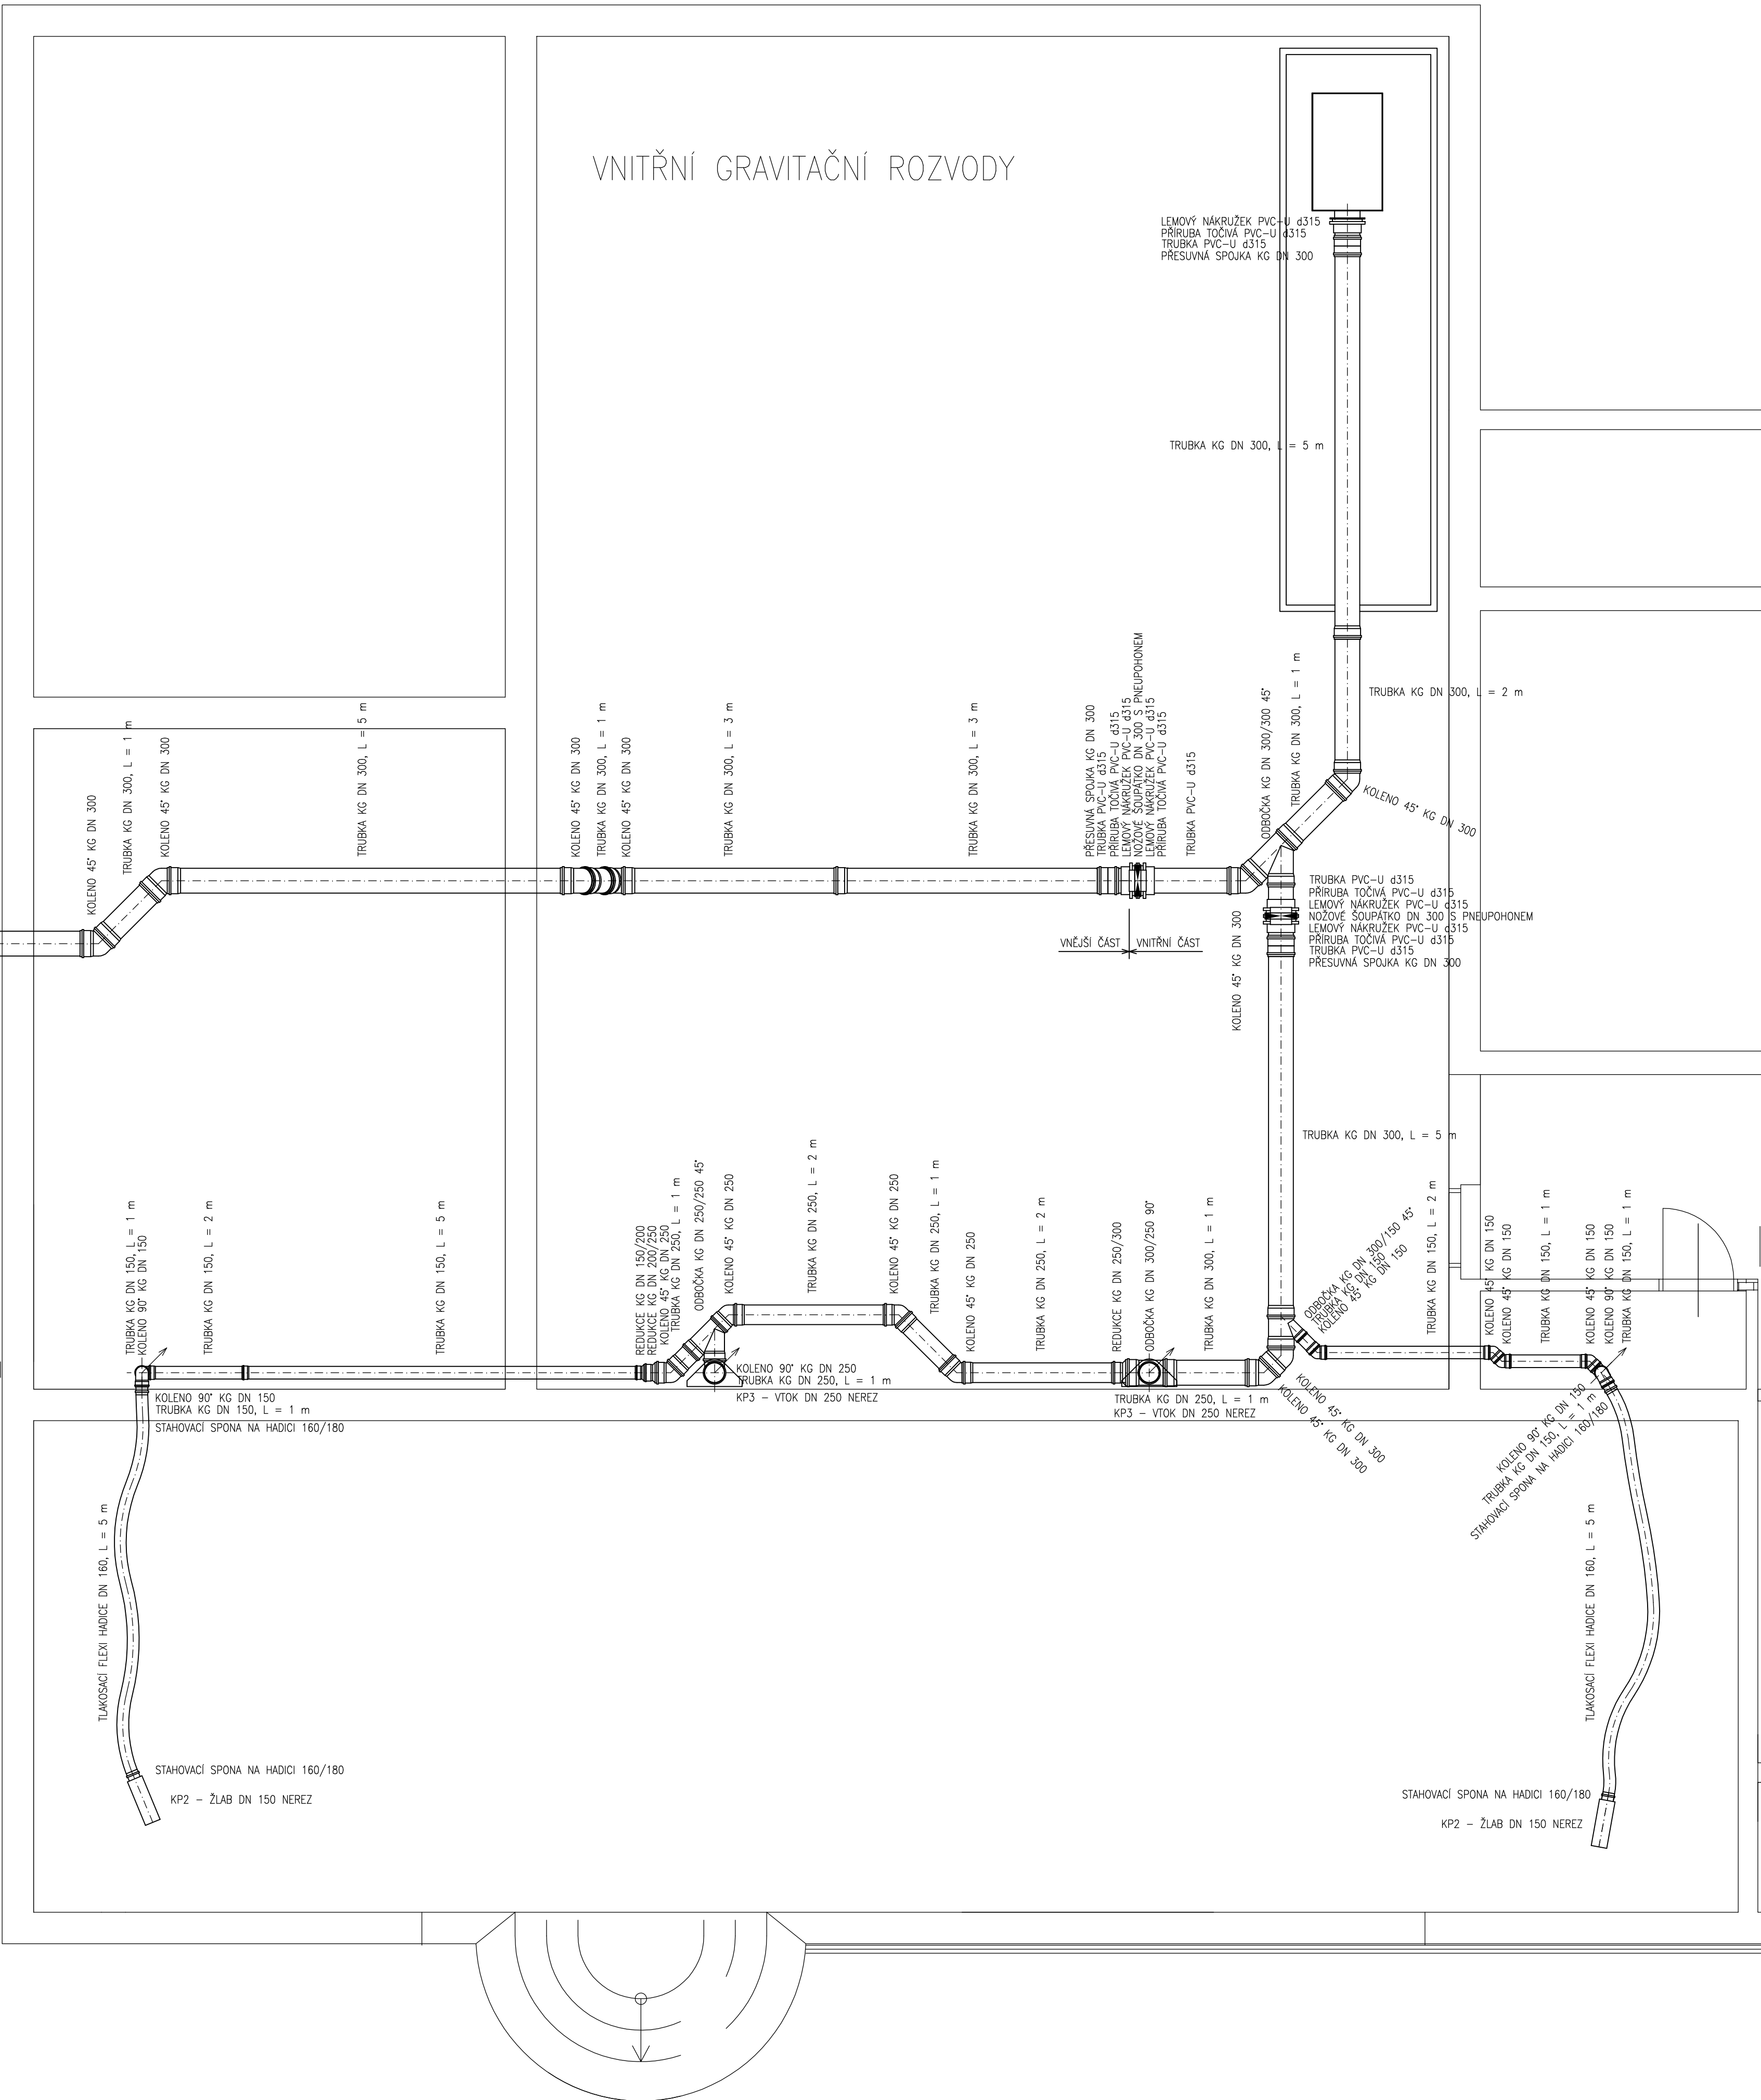 VNITŘNÍ GRAVITAČNÍ ROZVODY
LEMOVÝ NÁKRUŽEK PVC-U d315
PŘÍRUBA TOČIVÁ PVC-U d315
TRUBKA PVC-U d315
PŘESUVNÁ SPOJKA KG DN 300
TRUBKA KG DN 300, L = 5 m
TRUBKA KG DN 300, L = 2 m
KOLENO 45° KG DN 300
KOLENO 45° KG DN 300
TRUBKA KG DN 300, L = 1 m
KOLENO 45° KG DN 300
TRUBKA KG DN 300, L = 5 m
KOLENO 45° KG DN 300
TRUBKA KG DN 300, L = 1 m
KOLENO 45° KG DN 300
TRUBKA KG DN 300, L = 3 m
TRUBKA KG DN 300, L = 3 m
PŘESUVNÁ SPOJKA KG DN 300
TRUBKA PVC-U d315
PŘÍRUBA TOČIVÁ PVC-U d315
LEMOVÝ NÁKRUŽEK PVC-U d315
NOŽOVÉ ŠOUPÁTKO DN 300 S PNEUPOHONEM
LEMOVÝ NÁKRUŽEK PVC-U d315
PŘÍRUBA TOČIVÁ PVC-U d315
TRUBKA PVC-U d315
ODBOČKA KG DN 300/300 45°
TRUBKA KG DN 300, L = 1 m
VNĚJŠI ČÁST
VNITŘNÍ ČÁST
KOLENO 45° KG DN 300
TRUBKA PVC-U d315
PŘÍRUBA TOČIVÁ PVC-U d315
LEMOVÝ NÁKRUŽEK PVC-U d315
NOŽOVÉ ŠOUPÁTKO DN 300 S PNEUPOHONEM
LEMOVÝ NÁKRUŽEK PVC-U d315
PŘÍRUBA TOČIVÁ PVC-U d315
TRUBKA PVC-U d315
PŘESUVNÁ SPOJKA KG DN 300
TRUBKA KG DN 300, L = 5 m
TRUBKA KG DN 150, L = 1 m
KOLENO 90° KG DN 150
TRUBKA KG DN 150, L = 2 m
TRUBKA KG DN 150, L = 5 m
REDUKCE KG DN 150/200
REDUKCE KG DN 200/250
KOLENO 45° KG DN 250
TRUBKA KG DN 250, L = 1 m
ODBOČKA KG DN 250/250 45°
KOLENO 45° KG DN 250
TRUBKA KG DN 250, L = 2 m
KOLENO 45° KG DN 250
TRUBKA KG DN 250, L = 1 m
KOLENO 45° KG DN 250
TRUBKA KG DN 250, L = 2 m
REDUKCE KG DN 250/300
ODBOČKA KG DN 300/250 90°
TRUBKA KG DN 300, L = 1 m
ODBOČKA KG DN 300/150 45°
TRUBKA KG DN 150
KOLENO 45° KG DN 150
TRUBKA KG DN 150, L = 2 m
KOLENO 45° KG DN 150
KOLENO 45° KG DN 150
TRUBKA KG DN 150, L = 1 m
KOLENO 45° KG DN 150
KOLENO 90° KG DN 150
TRUBKA KG DN 150, L = 1 m
KOLENO 90° KG DN 150
TRUBKA KG DN 150, L = 1 m
STAHOVACÍ SPONA NA HADICI 160/180
KOLENO 90° KG DN 250
TRUBKA KG DN 250, L = 1 m
KP3 - VTOK DN 250 NEREZ
TRUBKA KG DN 250, L = 1 m
KP3 - VTOK DN 250 NEREZ
KOLENO 45° KG DN 300
KOLENO 45° KG DN 300
KOLENO 90° KG DN 150
TRUBKA KG DN 150, L = 1 m
STAHOVACÍ SPONA NA HADICI 160/180
TLAKOSACÍ FLEXI HADICE DN 160, L = 5 m
TLAKOSACÍ FLEXI HADICE DN 160, L = 5 m
STAHOVACÍ SPONA NA HADICI 160/180
KP2 - ŽLAB DN 150 NEREZ
STAHOVACÍ SPONA NA HADICI 160/180
KP2 - ŽLAB DN 150 NEREZ